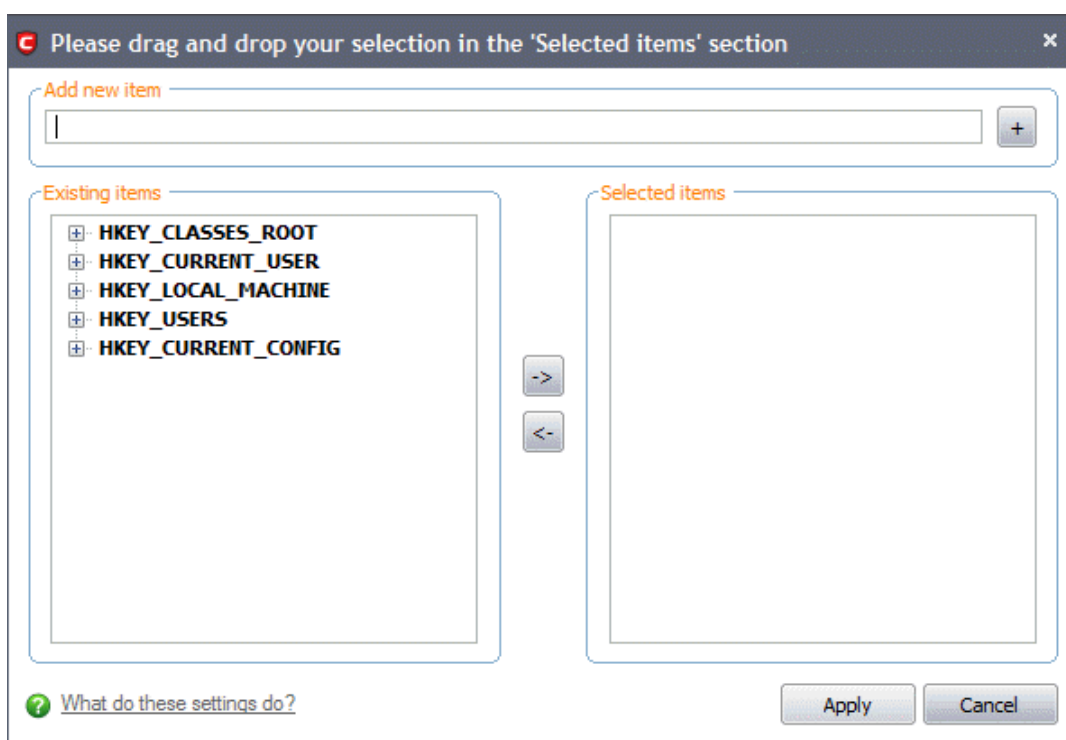 Please drag and drop your selection in the 'Selected items' section
Add new item
+
Existing items
HKEY_CLASSES_ROOT
HKEY_CURRENT_USER
HKEY_LOCAL_MACHINE
HKEY_USERS
HKEY_CURRENT_CONFIG
->
<-
Selected items
What do these settings do?
Apply
Cancel